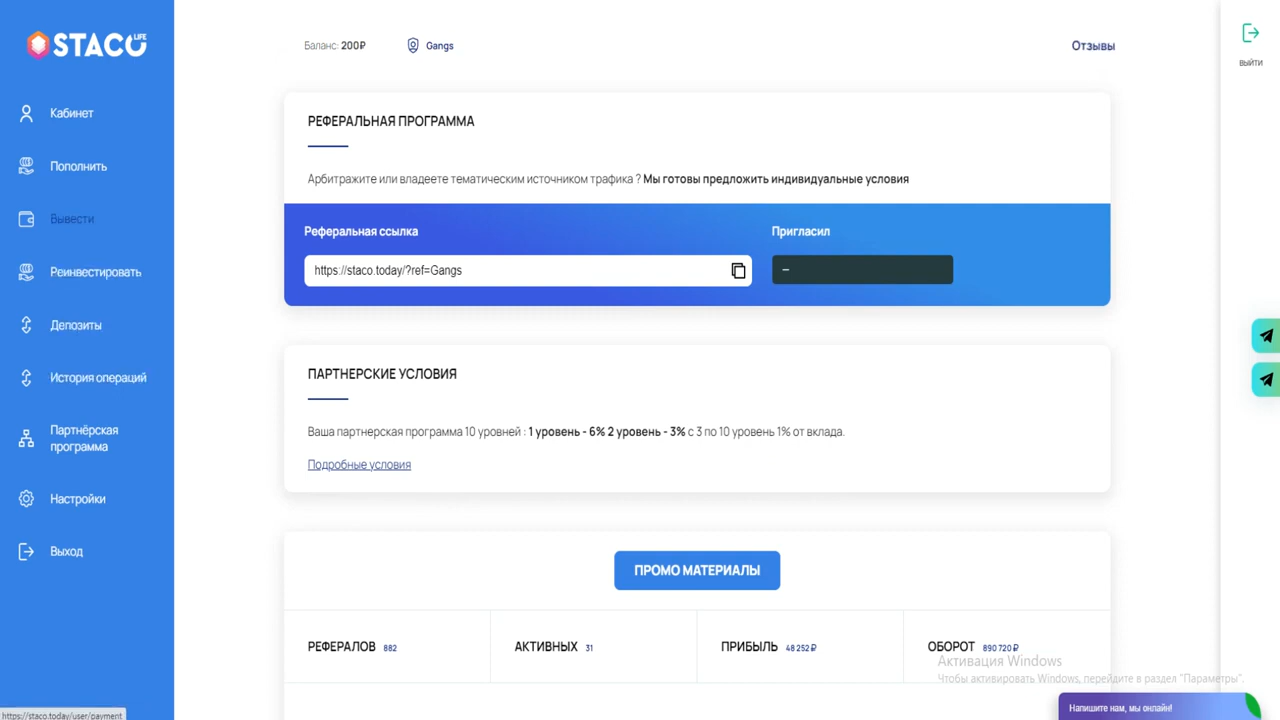 STACO LIFE
Баланс: 200₽
Gangs
Отзывы
выйти
Кабинет
Пополнить
Вывести
Реинвестировать
Депозиты
История операций
Партнёрская
программа
Настройки
Выход
РЕФЕРАЛЬНАЯ ПРОГРАММА
Арбитражите или владеете тематическим источником трафика ? Мы готовы предложить индивидуальные условия
Реферальная ссылка
Пригласил
https://staco.today/?ref=Gangs
–
ПАРТНЕРСКИЕ УСЛОВИЯ
Ваша партнерская программа 10 уровней : 1 уровень - 6% 2 уровень - 3% с 3 по 10 уровень 1% от вклада.
Подробные условия
ПРОМО МАТЕРИАЛЫ
РЕФЕРАЛОВ 882
АКТИВНЫХ 31
ПРИБЫЛЬ 48 252 ₽
ОБОРОТ 890 720 ₽
Активация Windows
Чтобы активировать Windows, перейдите в раздел "Параметры".
Напишите нам, мы онлайн!
https://staco.today/user/payment